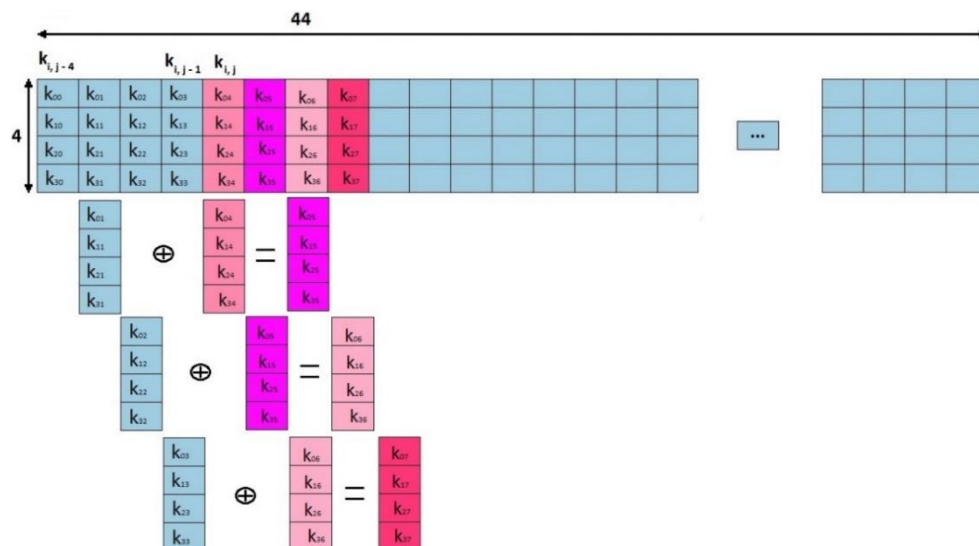 44
k i, j - 4 k i, j - 1 k i, j
k₀₀ k₀₁ k₀₂ k₀₃ k₀₄ k₀₅ k₀₆ k₀₇
4
k₁₀ k₁₁ k₁₂ k₁₃ k₁₄ k₁₅ k₁₆ k₁₇
...
k₂₀ k₂₁ k₂₂ k₂₃ k₂₄ k₂₅ k₂₆ k₂₇
k₃₀ k₃₁ k₃₂ k₃₃ k₃₄ k₃₅ k₃₆ k₃₇
k₀₁ k₀₄ k₀₅
k₁₁ ⊕ k₁₄ = k₁₅
k₂₁ k₂₄ k₂₅
k₃₁ k₃₄ k₃₅
k₀₂ k₀₅ k₀₆
k₁₂ ⊕ k₁₅ = k₁₆
k₂₂ k₂₅ k₂₆
k₃₂ k₃₅ k₃₆
k₀₃ k₀₆ k₀₇
k₁₃ ⊕ k₁₆ = k₁₇
k₂₃ k₂₆ k₂₇
k₃₃ k₃₆ k₃₇